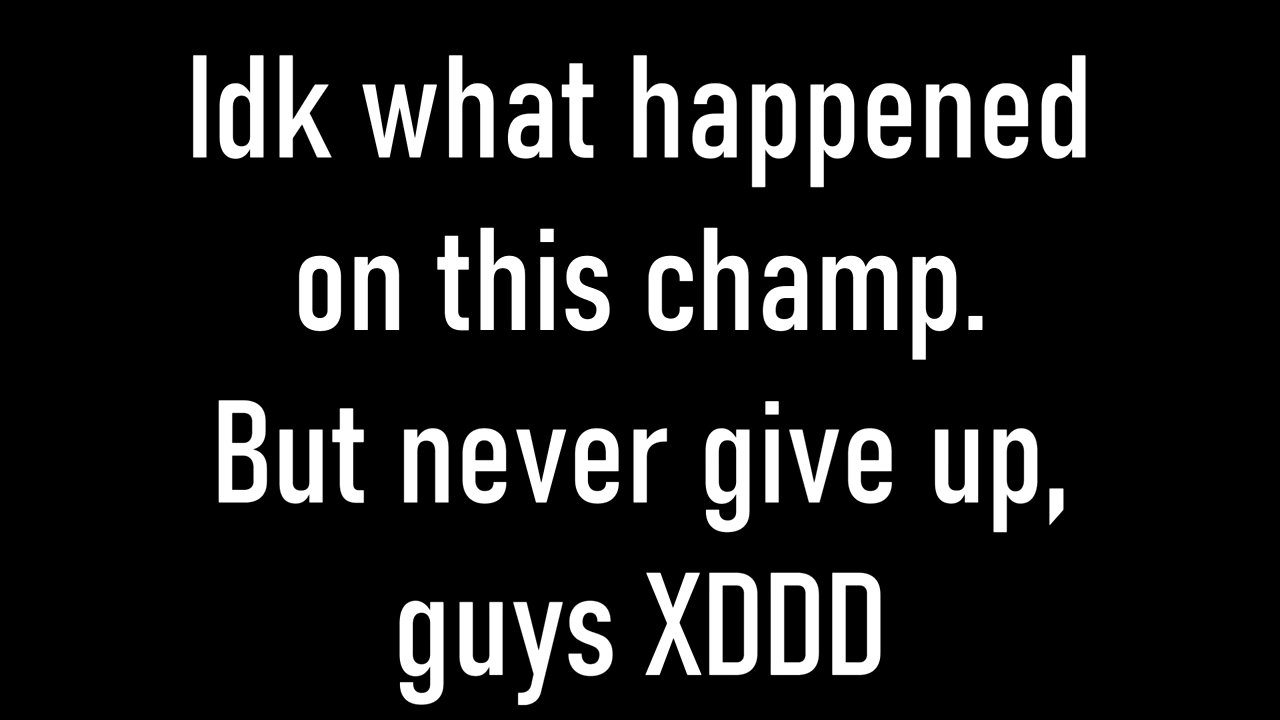 Idk what happened
on this champ.
But never give up,
guys XDDD